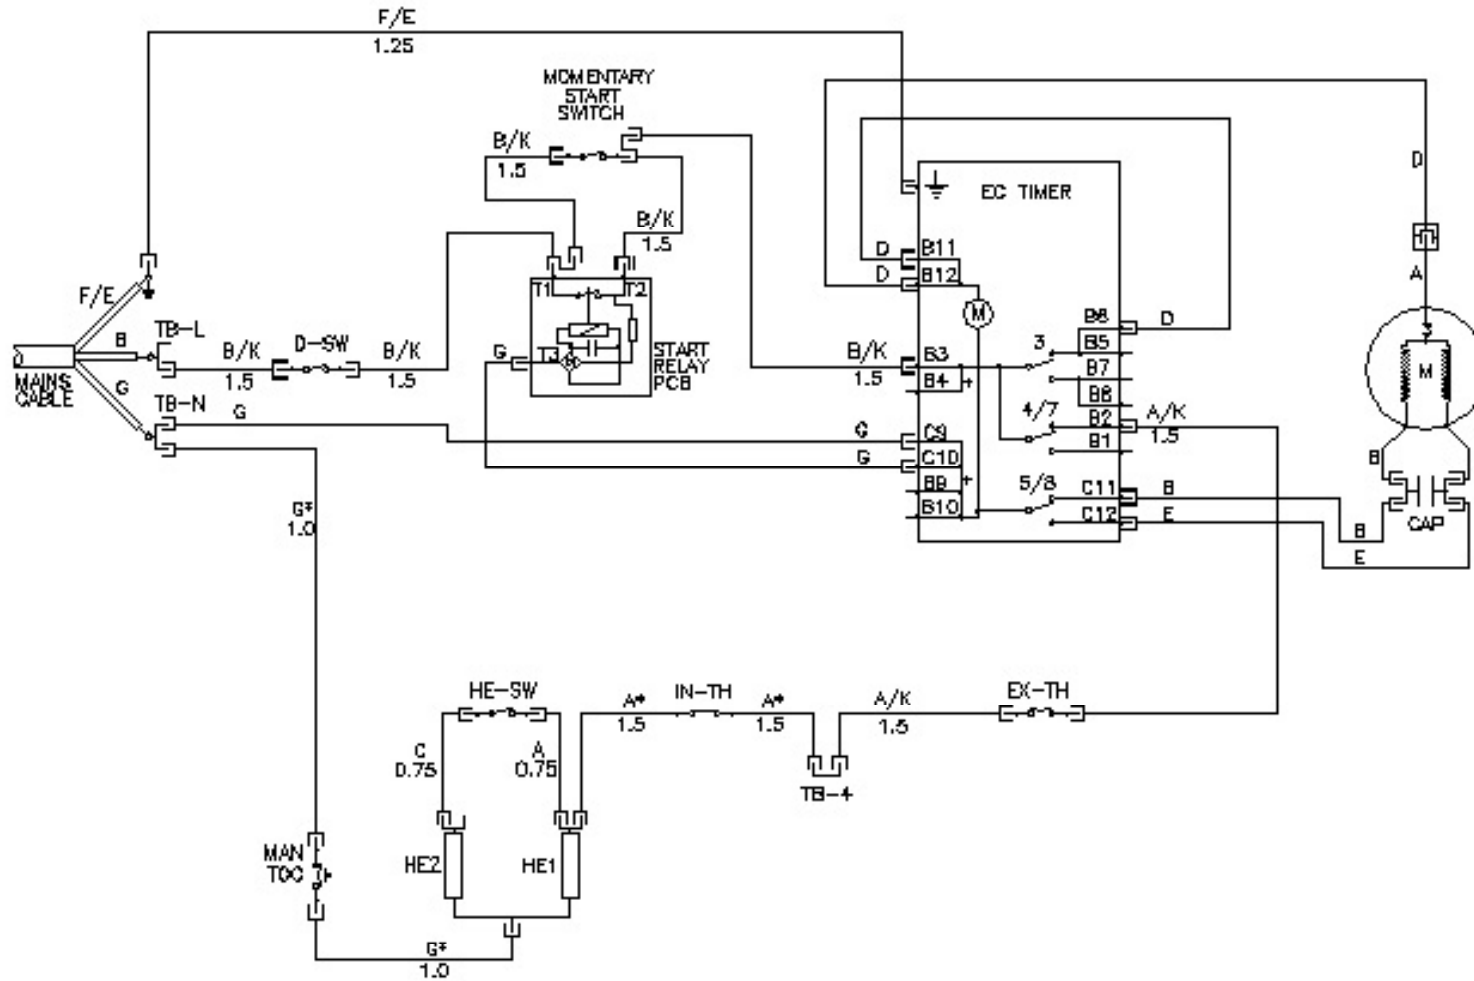 F/E
1.25
MOMENTARY
START
SWITCH
B/K
1.5
B/K
1.5
EC TIMER
D
D
D
B11
B12
M
A
F/E
B
G
MAINS
CABLE
TB-L
B/K
1.5
D-SW
B/K
1.5
TB-N
G
T1
T2
T3
G
START
RELAY
PCB
B/K
1.5
B3
B4
+
3
B6
B5
B7
B8
D
M
4/7
B2
B1
A/K
1.5
G
C9
G
C10
B9
B10
+
5/8
C11
C12
B
E
B
CAP
B
E
G*
1.0
HE-SW
A*
1.5
IN-TH
A*
1.5
A/K
1.5
EX-TH
C
0.75
A
0.75
TB-4
MAN
TOC
HE2
HE1
G*
1.0